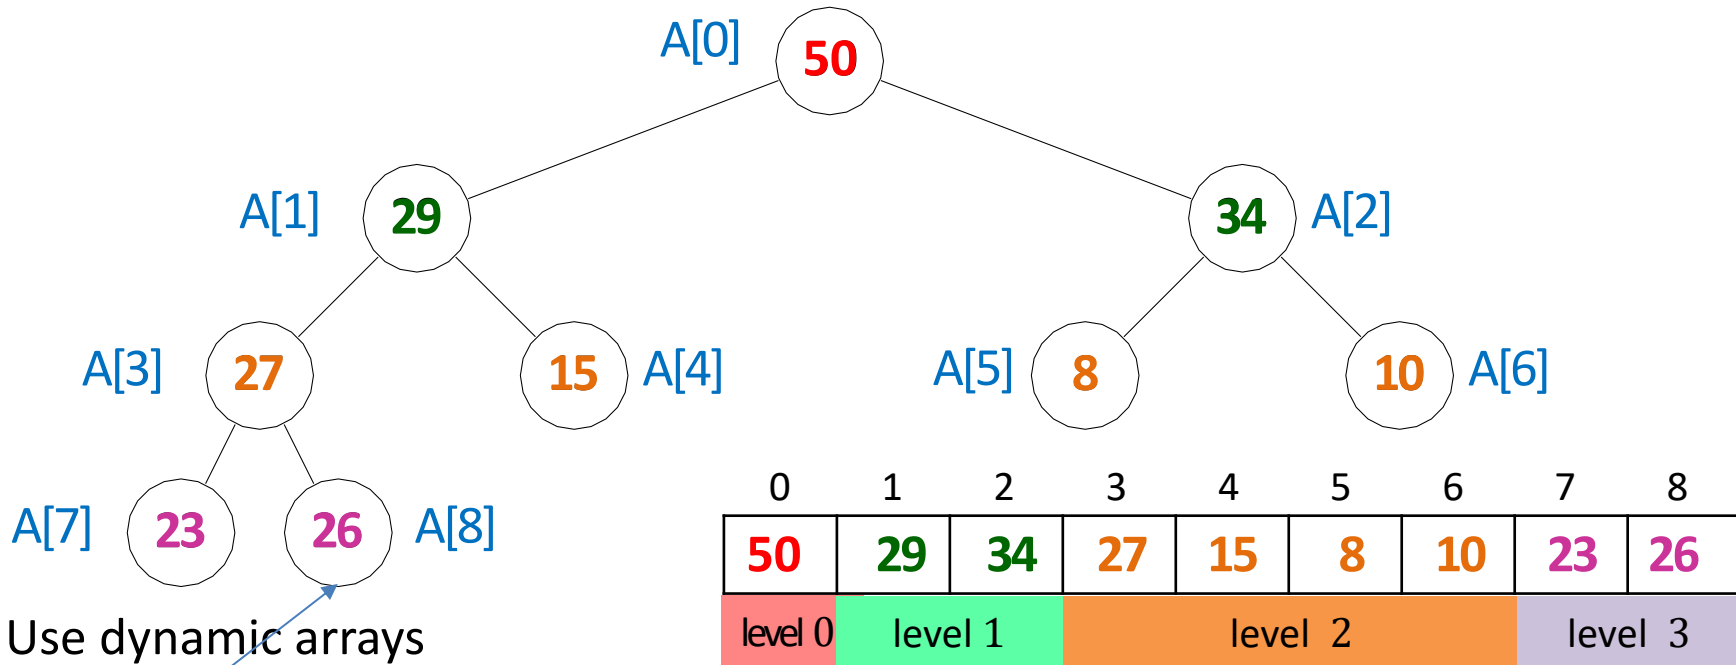 A[0] 50
A[1] 29 34 A[2]
A[3] 27 15 A[4] A[5] 8 10 A[6]
A[7] 23 26 A[8]
0 1 2 3 4 5 6 7 8
50 29 34 27 15 8 10 23 26
level 0 level 1 level 2 level 3
Use dynamic arrays